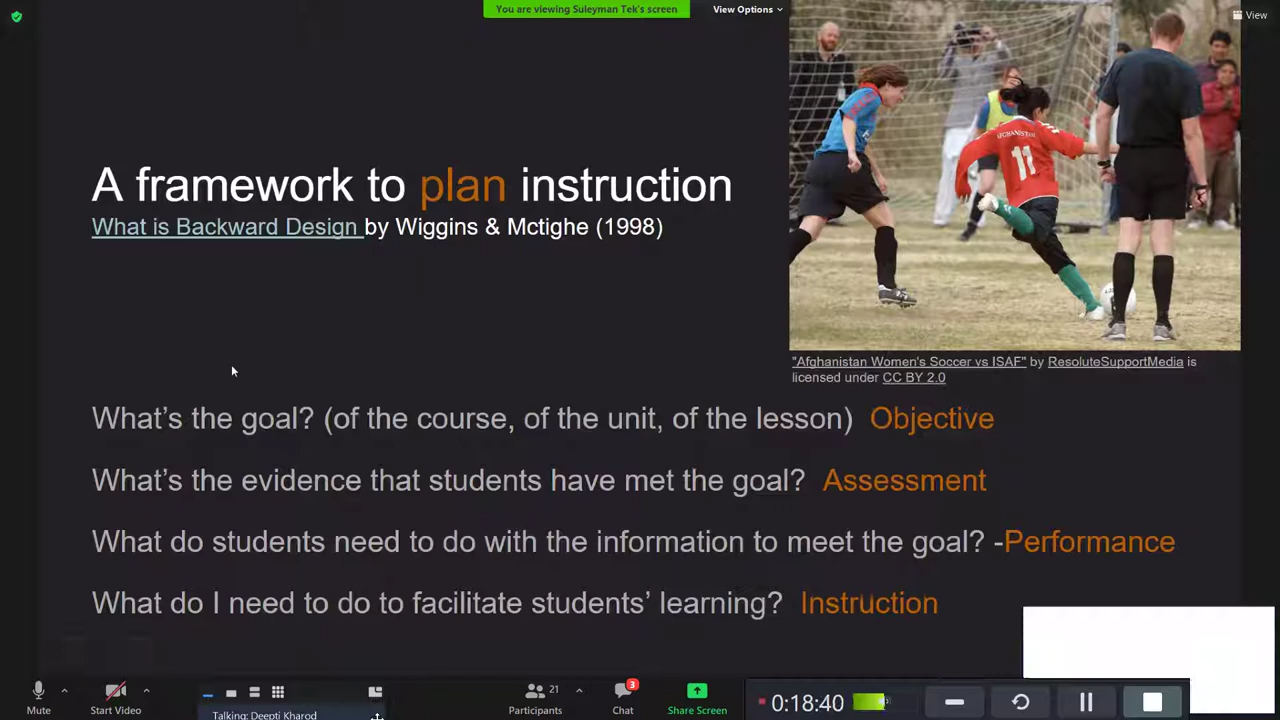 You are viewing Suleyman Tek's screen
View Options
View
A framework to plan instruction
What is Backward Design by Wiggins & Mctighe (1998)
AFGHANISTAN
11
"Afghanistan Women's Soccer vs ISAF" by ResoluteSupportMedia is
licensed under CC BY 2.0
What's the goal? (of the course, of the unit, of the lesson) Objective
What's the evidence that students have met the goal? Assessment
What do students need to do with the information to meet the goal? -Performance
What do I need to do to facilitate students' learning? Instruction
Mute
Start Video
Talking: Deepti Kharod
21
Participants
3
Chat
Share Screen
0:18:40